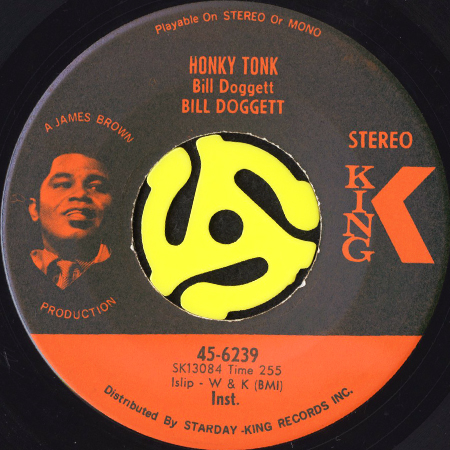 Playable On STEREO Or MONO
HONKY TONK
Bill Doggett
BILL DOGGETT
A JAMES BROWN
PRODUCTION
STEREO
KING
45-6239
SK13084 Time 255
Islip - W & K (BMI)
Inst.
Distributed By STARDAY-KING RECORDS INC.